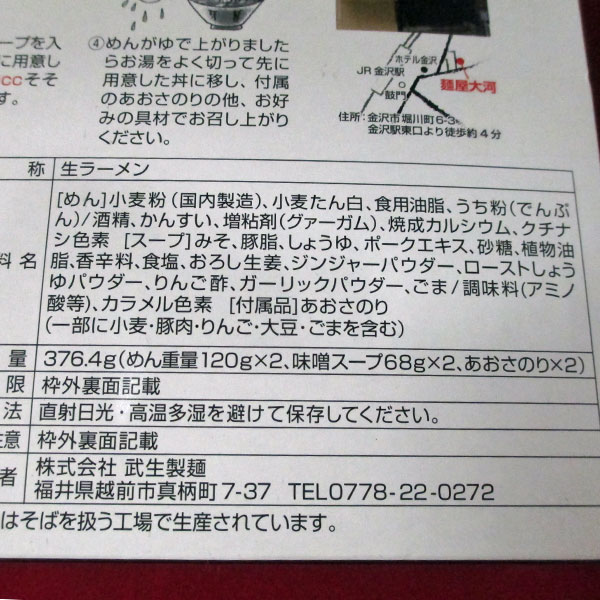 ープを入
に用意し
ccそそ
す。
④めんがゆで上がりました
らお湯をよく切って先に
用意した丼に移し、付属
のあおさのりの他、お好
みの具材でお召し上がり
ください。
ホテル金沢
JR 金沢駅
鼓門
麺屋大河
住所:金沢市堀川町6-3
金沢駅東口より徒歩約4分
称 生ラーメン
[めん]小麦粉(国内製造)、小麦たん白、食用油脂、うち粉(でんぷ
ん)/酒精、かんすい、増粘剤(グァーガム)、焼成カルシウム、クチナ
シ色素 [スープ]みそ、豚脂、しょうゆ、ポークエキス、砂糖、植物油
料名 脂、香辛料、食塩、おろし生姜、ジンジャーパウダー、ローストしょう
ゆパウダー、りんご酢、ガーリックパウダー、ごま/調味料(アミノ
酸等)、カラメル色素 [付属品]あおさのり
(一部に小麦・豚肉・りんご・大豆・ごまを含む)
量 376.4g(めん重量120g×2、味噌スープ68g×2、あおさのり×2)
限 枠外裏面記載
法 直射日光・高温多湿を避けて保存してください。
注意 枠外裏面記載
者 株式会社 武生製麺
福井県越前市真柄町7-37 TEL0778-22-0272
はそばを扱う工場で生産されています。